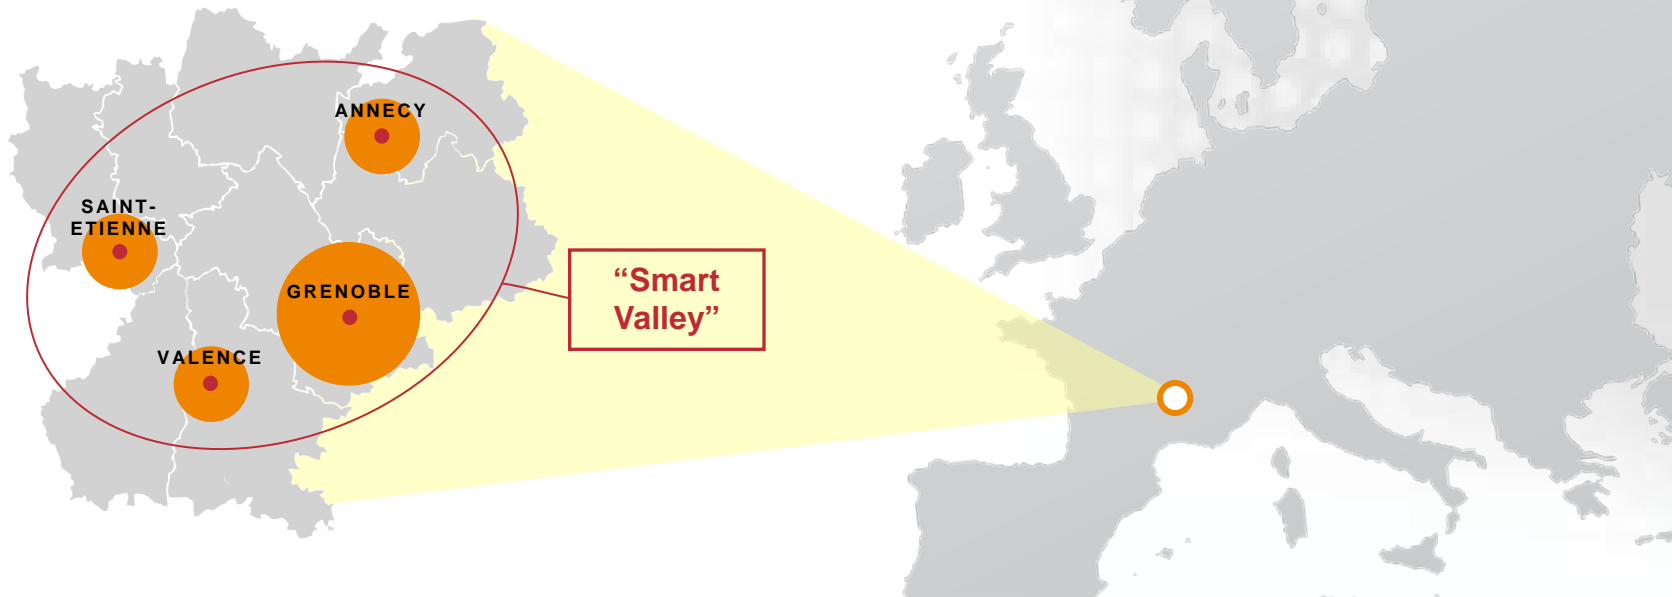 ANNECY
SAINT-
ETIENNE
GRENOBLE
VALENCE
“Smart
Valley”